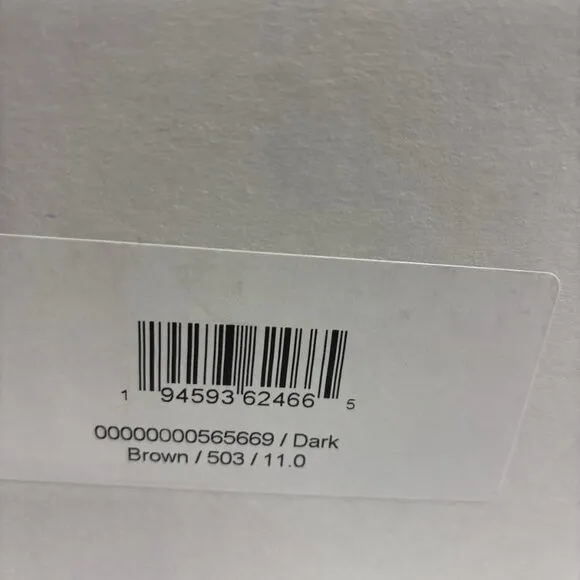 1 94593 62466 5
00000000565669 / Dark
Brown / 503 / 11.0